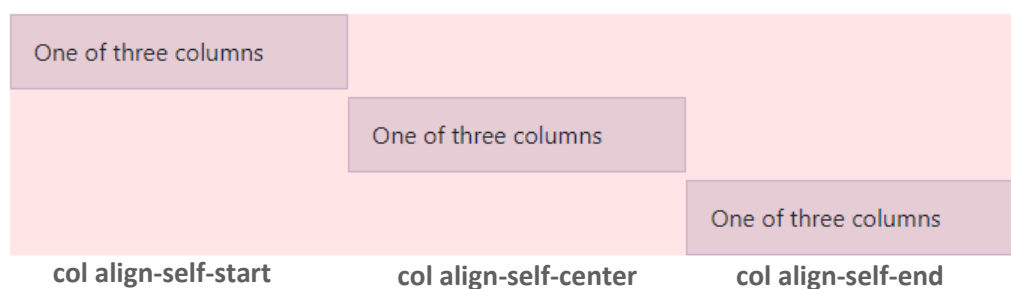 One of three columns
One of three columns
One of three columns
col align-self-start
col align-self-center
col align-self-end